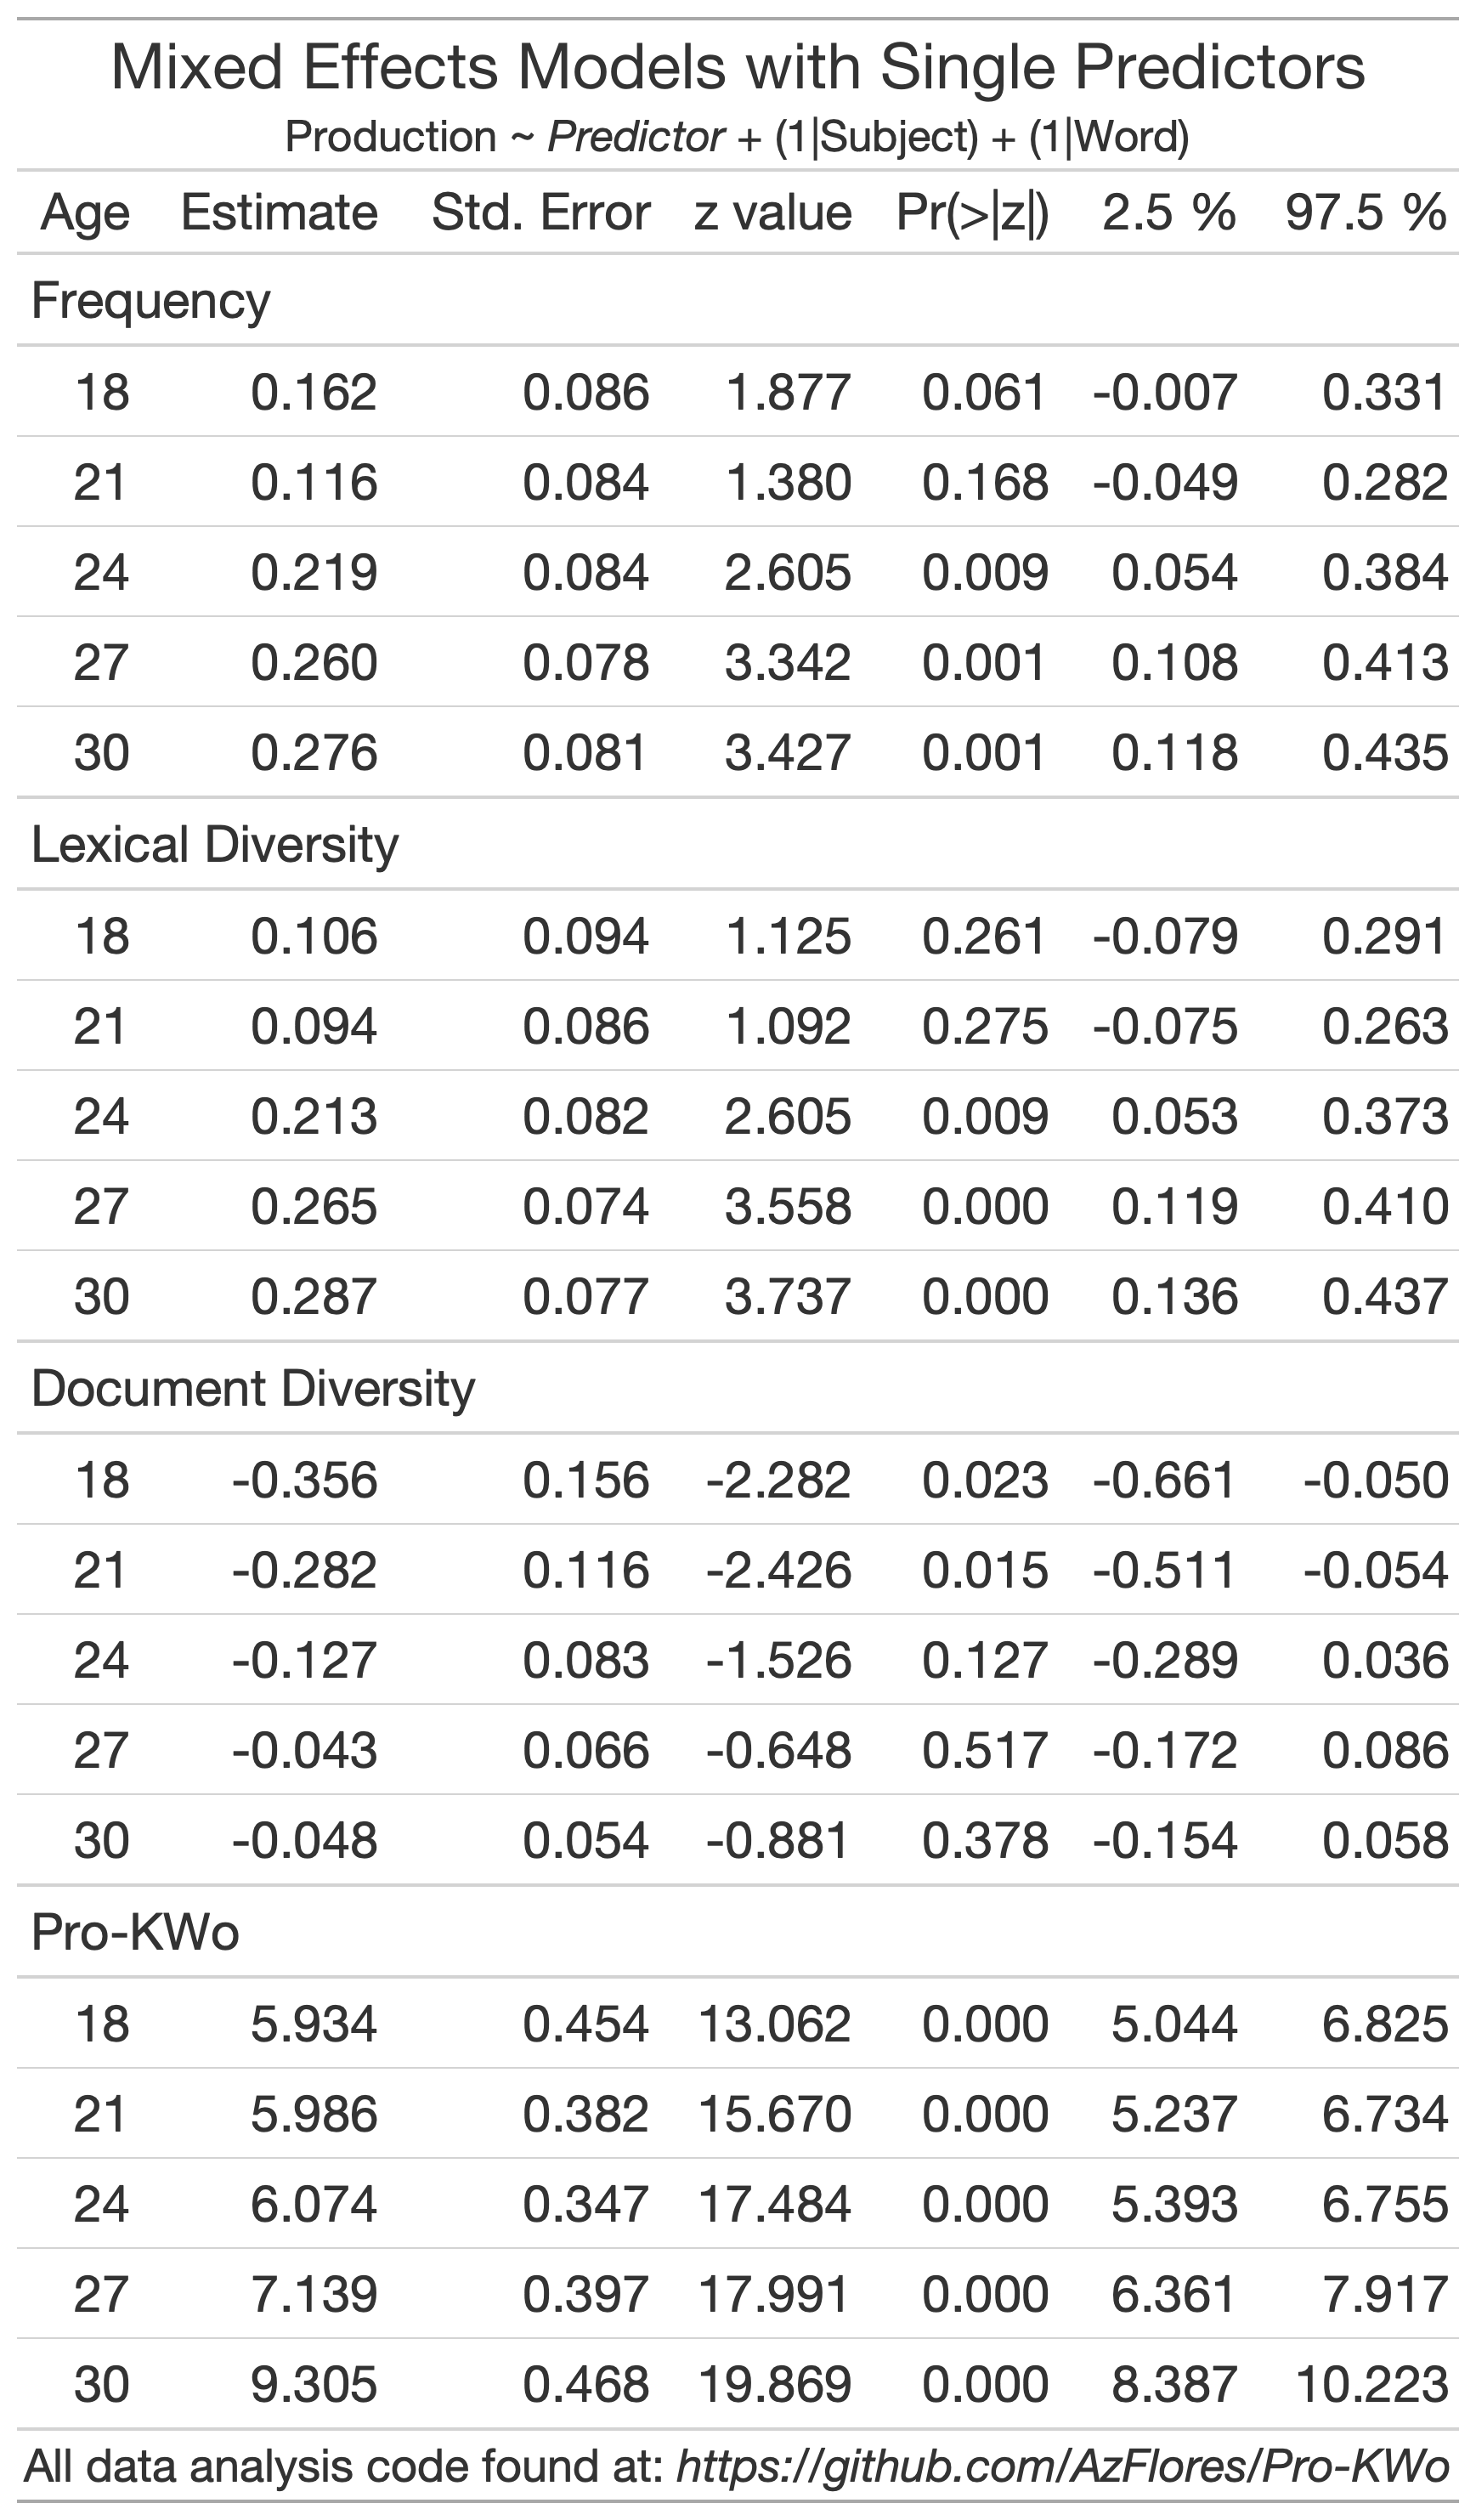 Mixed Effects Models with Single Predictors
Production ~ Predictor + (1|Subject) + (1|Word)
Age Estimate Std. Error z value Pr(>|z|) 2.5 % 97.5 %
Frequency
18 0.162 0.086 1.877 0.061 -0.007 0.331
21 0.116 0.084 1.380 0.168 -0.049 0.282
24 0.219 0.084 2.605 0.009 0.054 0.384
27 0.260 0.078 3.342 0.001 0.108 0.413
30 0.276 0.081 3.427 0.001 0.118 0.435
Lexical Diversity
18 0.106 0.094 1.125 0.261 -0.079 0.291
21 0.094 0.086 1.092 0.275 -0.075 0.263
24 0.213 0.082 2.605 0.009 0.053 0.373
27 0.265 0.074 3.558 0.000 0.119 0.410
30 0.287 0.077 3.737 0.000 0.136 0.437
Document Diversity
18 -0.356 0.156 -2.282 0.023 -0.661 -0.050
21 -0.282 0.116 -2.426 0.015 -0.511 -0.054
24 -0.127 0.083 -1.526 0.127 -0.289 0.036
27 -0.043 0.066 -0.648 0.517 -0.172 0.086
30 -0.048 0.054 -0.881 0.378 -0.154 0.058
Pro-KWo
18 5.934 0.454 13.062 0.000 5.044 6.825
21 5.986 0.382 15.670 0.000 5.237 6.734
24 6.074 0.347 17.484 0.000 5.393 6.755
27 7.139 0.397 17.991 0.000 6.361 7.917
30 9.305 0.468 19.869 0.000 8.387 10.223
All data analysis code found at: https://github.com/AzFlores/Pro-KWo